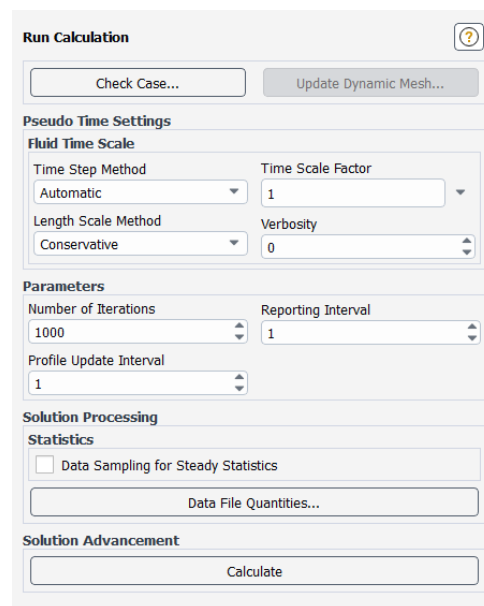 Run Calculation
?
Check Case...
Update Dynamic Mesh...
Pseudo Time Settings
Fluid Time Scale
Time Step Method
Time Scale Factor
Automatic
1
Length Scale Method
Verbosity
Conservative
0
Parameters
Number of Iterations
Reporting Interval
1000
1
Profile Update Interval
1
Solution Processing
Statistics
Data Sampling for Steady Statistics
Data File Quantities...
Solution Advancement
Calculate